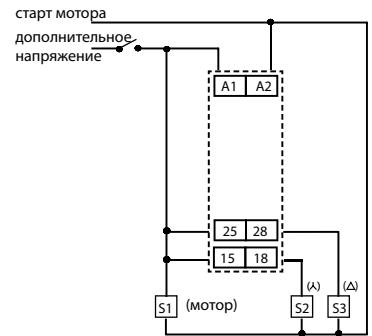 старт мотора
дополнительное
напряжение
A1 A2
25 28
15 18
S1 (мотор) S2 (⅄) S3 (△)